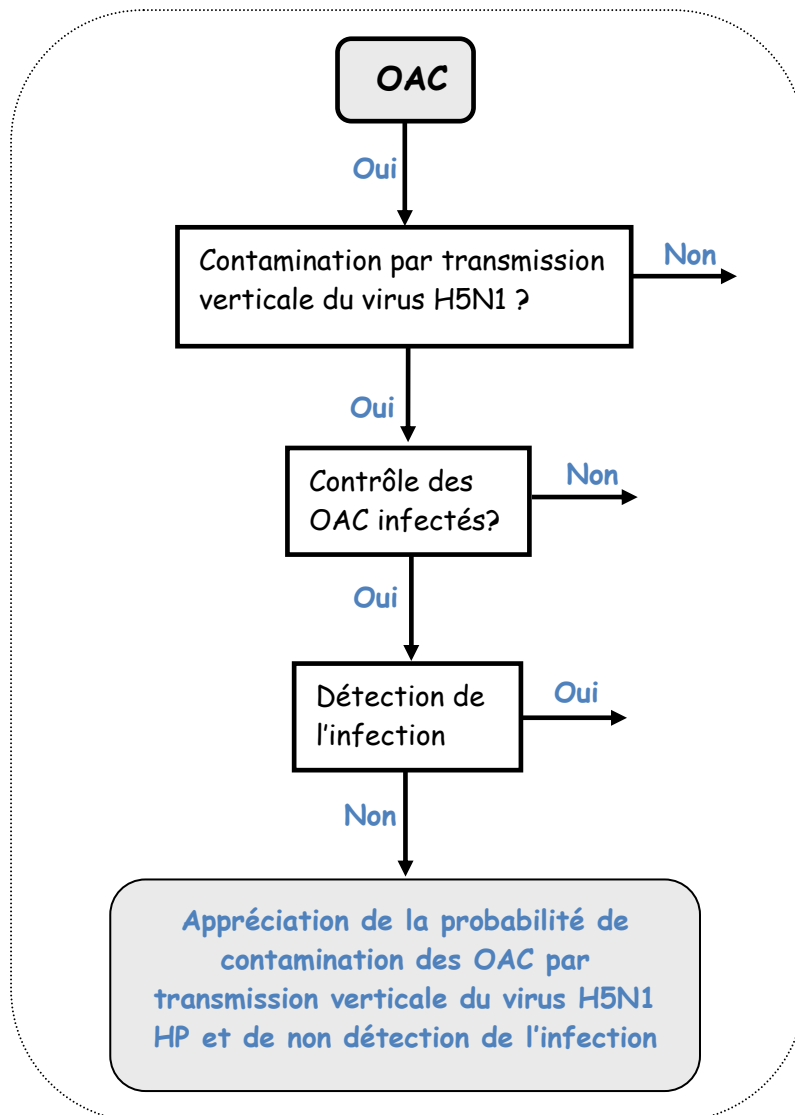 OAC
Oui
Contamination par transmission
verticale du virus H5N1 ?
Non
Oui
Contrôle des
OAC infectés?
Non
Oui
Détection de
l'infection
Oui
Non
Appréciation de la probabilité de
contamination des OAC par
transmission verticale du virus H5N1
HP et de non détection de l'infection